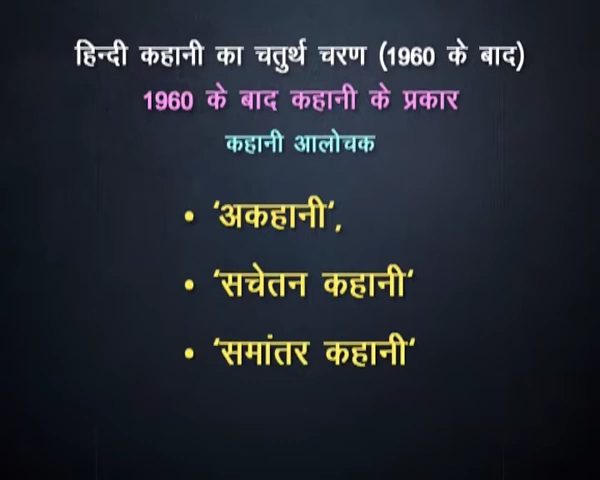 हिन्दी कहानी का चतुर्थ चरण (1960 के बाद)
1960 के बाद कहानी के प्रकार
कहानी आलोचक
• ‘अकहानी‘,
• ‘सचेतन कहानी‘
• ‘समांतर कहानी‘